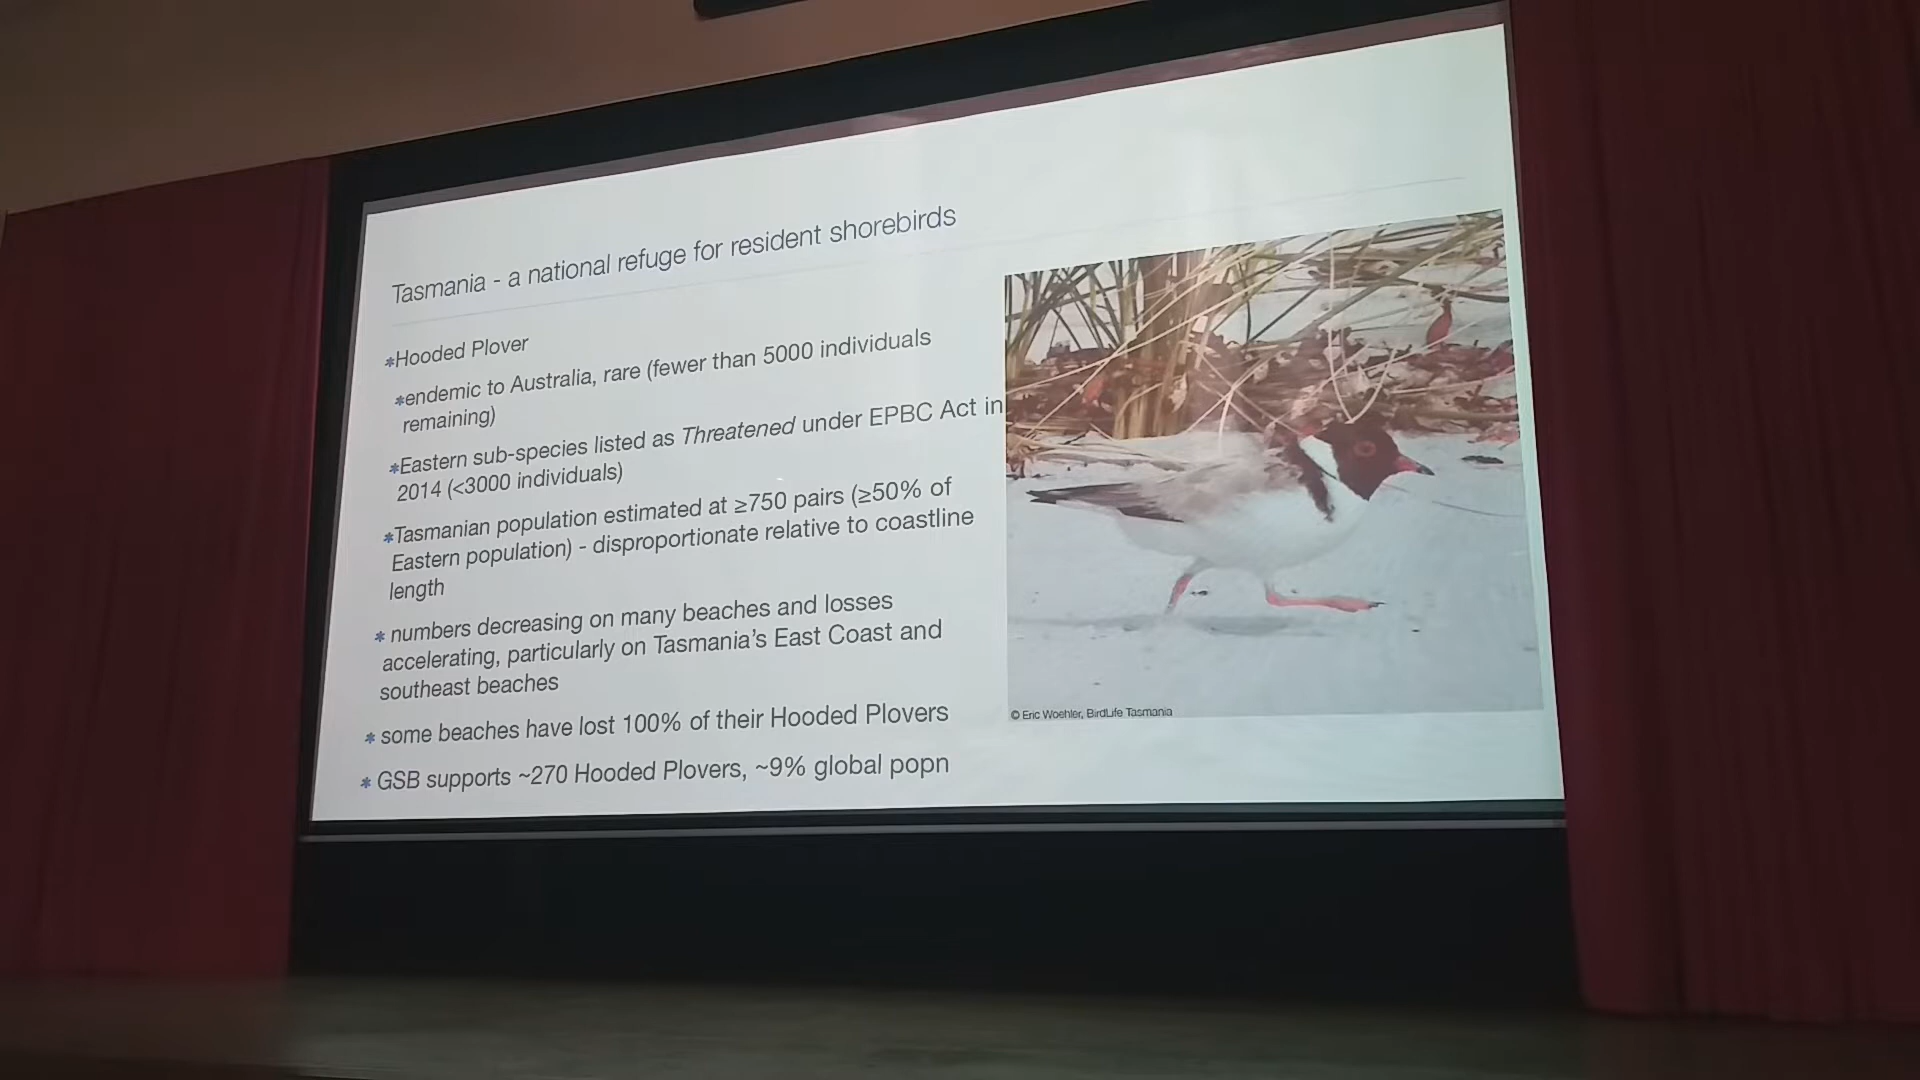 Tasmania - a national refuge for resident shorebirds
*Hooded Plover
*endemic to Australia, rare (fewer than 5000 individuals
remaining)
*Eastern sub-species listed as Threatened under EPBC Act in
2014 (<3000 individuals)
*Tasmanian population estimated at ≥750 pairs (≥50% of
Eastern population) - disproportionate relative to coastline
length
* numbers decreasing on many beaches and losses
accelerating, particularly on Tasmania's East Coast and
southeast beaches
* some beaches have lost 100% of their Hooded Plovers
* GSB supports ~270 Hooded Plovers, ~9% global popn
© Eric Woehler, BirdLife Tasmania